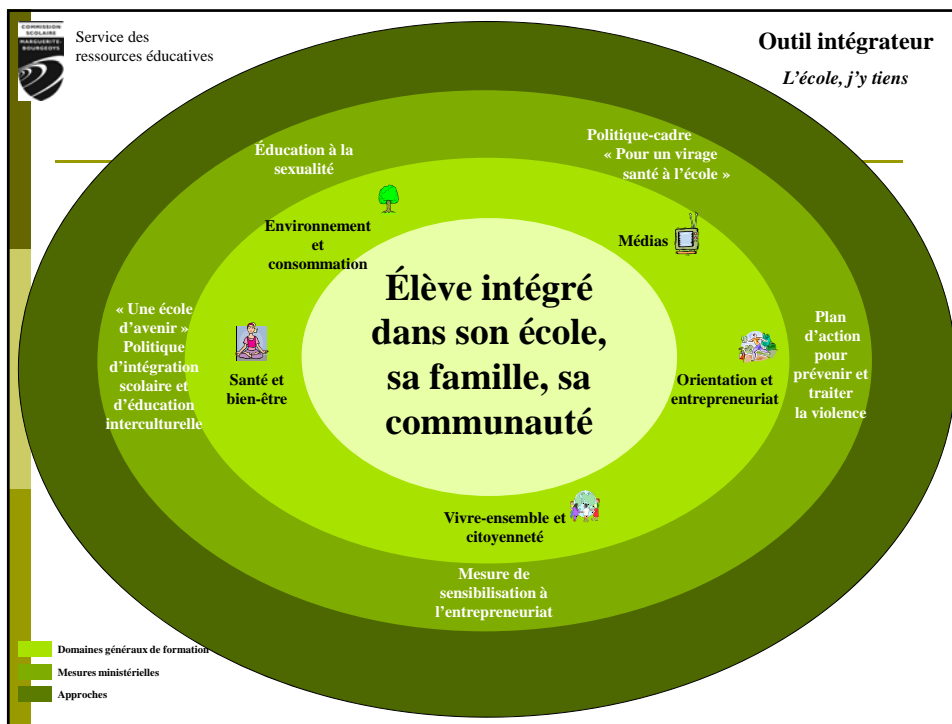 COMMISSION
SCOLAIRE
MARGUERITE-
BOURGEOYS
Service des
ressources éducatives
Outil intégrateur
L'école, j'y tiens
Éducation à la
sexualité
Politique-cadre
« Pour un virage
santé à l'école »
Environnement
et
consommation
Médias
Élève intégré
dans son école,
sa famille, sa
communauté
« Une école
d'avenir »
Politique
d'intégration
scolaire et
d'éducation
interculturelle
Santé et
bien-être
Orientation et
entrepreneuriat
Plan
d'action
pour
prévenir et
traiter
la violence
Vivre-ensemble et
citoyenneté
Mesure de
sensibilisation à
l'entrepreneuriat
Domaines généraux de formation
Mesures ministérielles
Approches